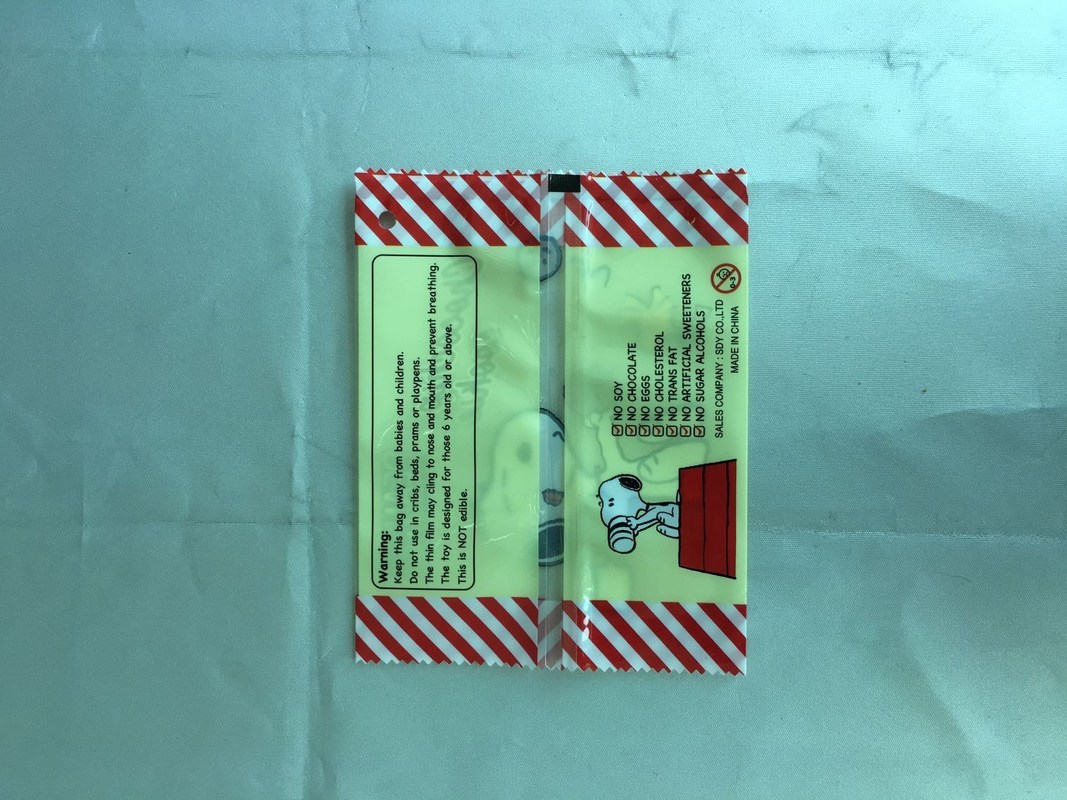 Warning:
Keep this bag away from babies and children.
Do not use in cribs, beds, prams or playpens.
The thin film may cling to nose and mouth and prevent breathing.
The toy is designed for those 6 years old or above.
This is NOT edible.
NO SOY
NO CHOCOLATE
NO EGGS
NO CHOLESTEROL
NO TRANS FAT
NO ARTIFICIAL SWEETENERS
NO SUGAR ALCOHOLS
SALES COMPANY : SDY CO.,LTD
MADE IN CHINA
0-3